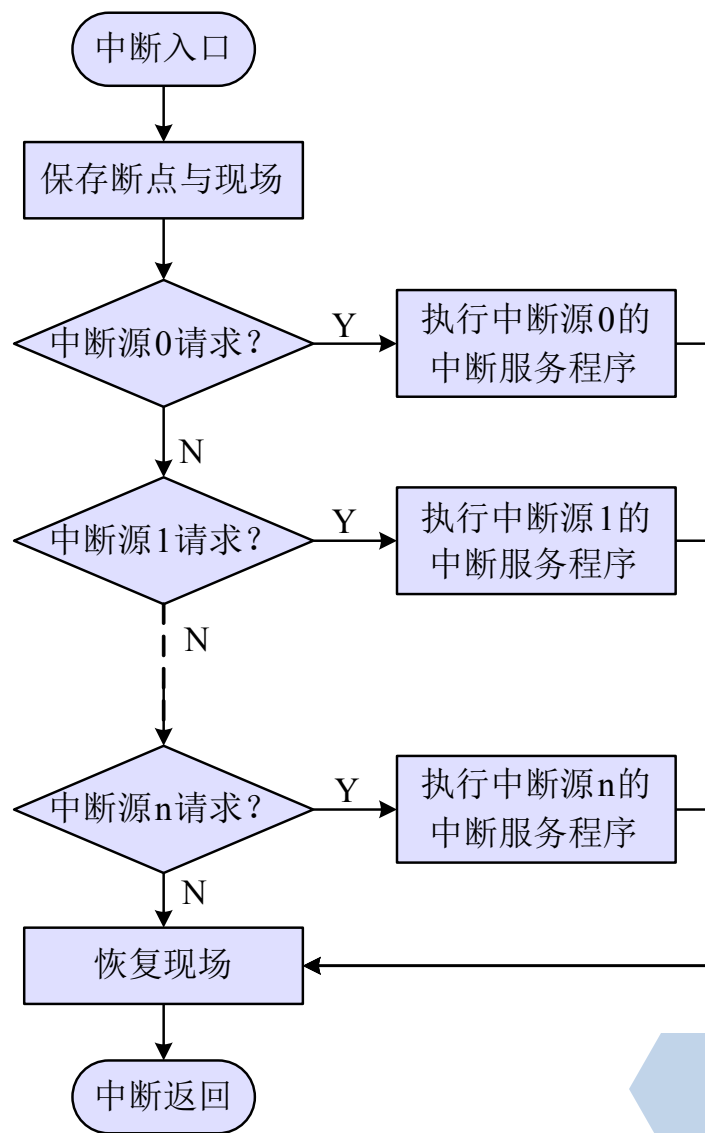 中断入口
保存断点与现场
中断源0请求？
Y
执行中断源0的
中断服务程序
N
中断源1请求？
Y
执行中断源1的
中断服务程序
N
中断源n请求？
Y
执行中断源n的
中断服务程序
N
恢复现场
中断返回